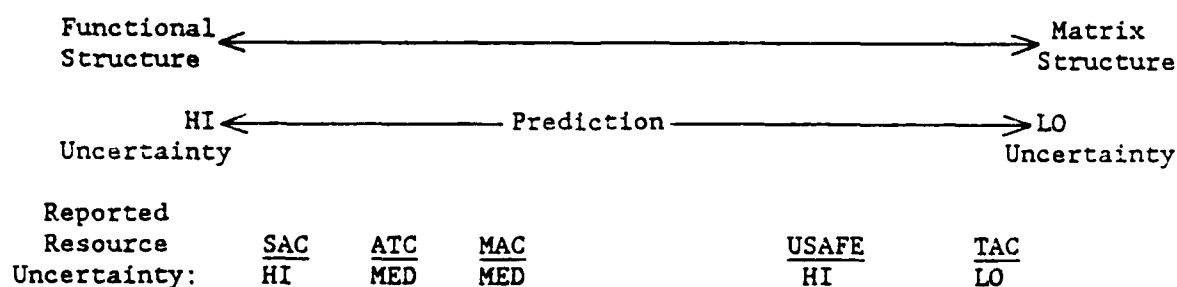 Functional Matrix
Structure Structure
HI Prediction LO
Uncertainty Uncertainty
Reported
Resource SAC ATC MAC USAFE TAC
Uncertainty: HI MED MED HI LO